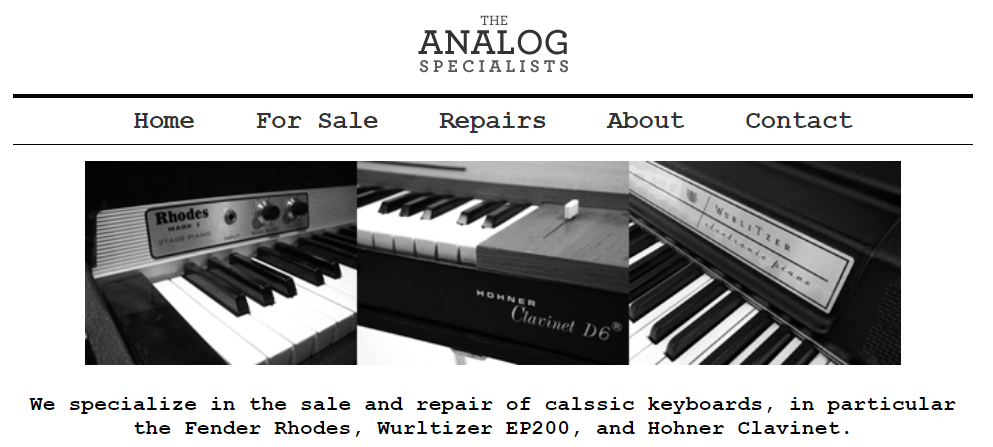 THE
ANALOG
SPECIALISTS
Home For Sale Repairs About Contact
Rhodes
MARK I
STAGE PIANO
INPUT
HOHNER
Clavinet D6®
WURLITZER
electronic piano
We specialize in the sale and repair of calssic keyboards, in particular
the Fender Rhodes, Wurltizer EP200, and Hohner Clavinet.